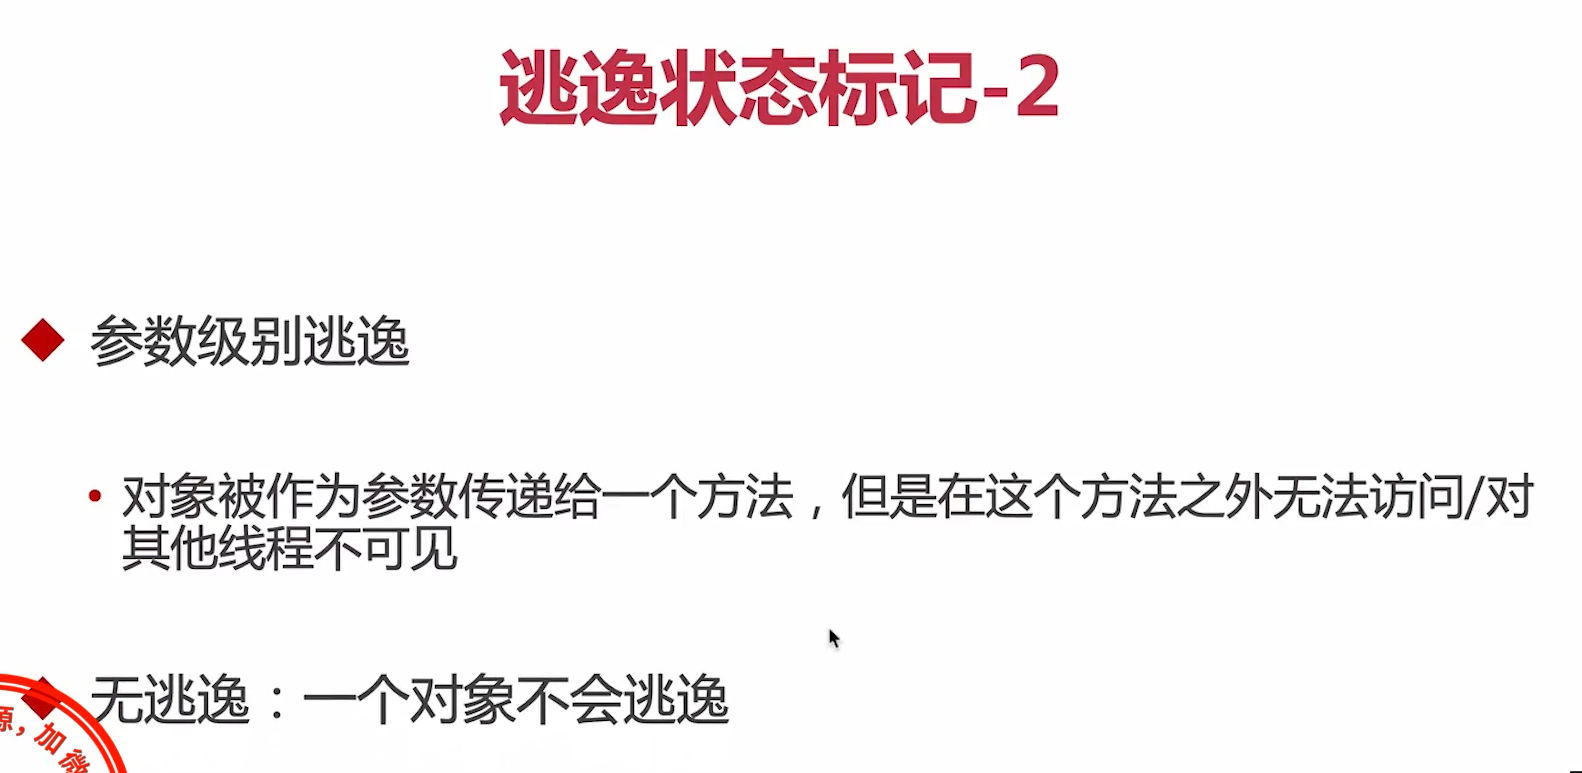 逃逸状态标记-2
参数级别逃逸
对象被作为参数传递给一个方法，但是在这个方法之外无法访问/对
其他线程不可见
无逃逸：一个对象不会逃逸
源，加微